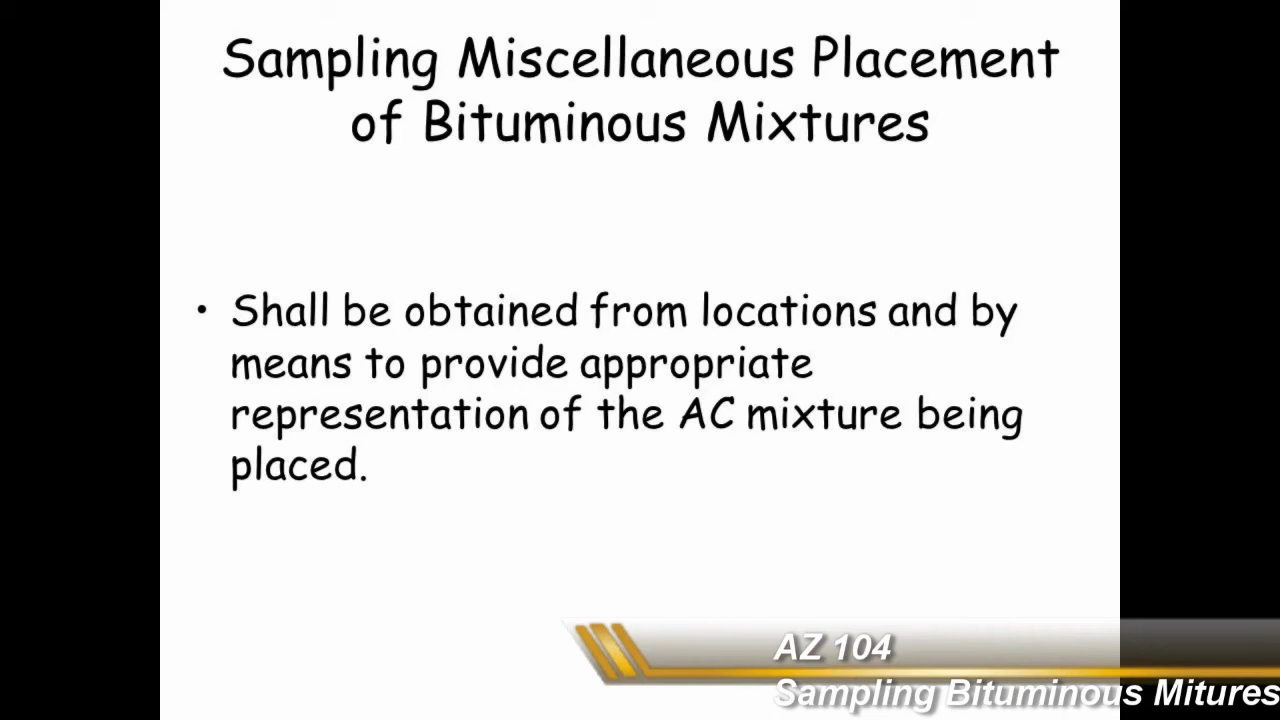 Sampling Miscellaneous Placement
of Bituminous Mixtures
• Shall be obtained from locations and by
means to provide appropriate
representation of the AC mixture being
placed.
AZ 104
Sampling Bituminous Mitures